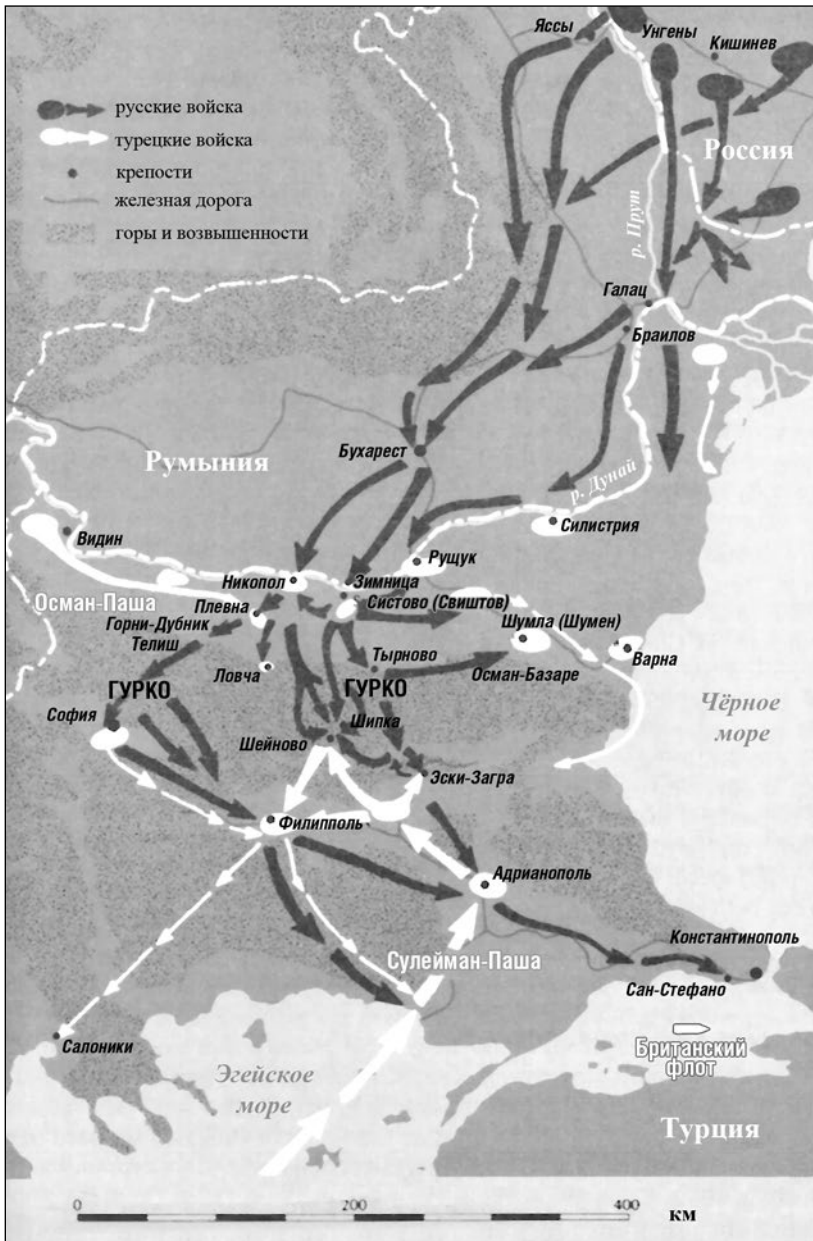 Яссы
Унгены
Кишинев
русские войска
турецкие войска
крепости
железная дорога
горы и возвышенности
Россия
р. Прут
Галац
Браилов
Бухарест
Румыния
р. Дунай
Силистрия
Видин
Рущук
Никопол
Зимница
Осман-Паша
Плевна
Систово (Свиштов)
Горни-Дубник
Телиш
Шумла (Шумен)
Варна
Ловча
Тырново
Осман-Базаре
ГУРКО
ГУРКО
София
Шипка
Чёрное
море
Шейново
Эски-Загра
Филипполь
Адрианополь
Константинополь
Сулейман-Паша
Сан-Стефано
Салоники
Британский
флот
Эгейское
море
Турция
0
200
400
км